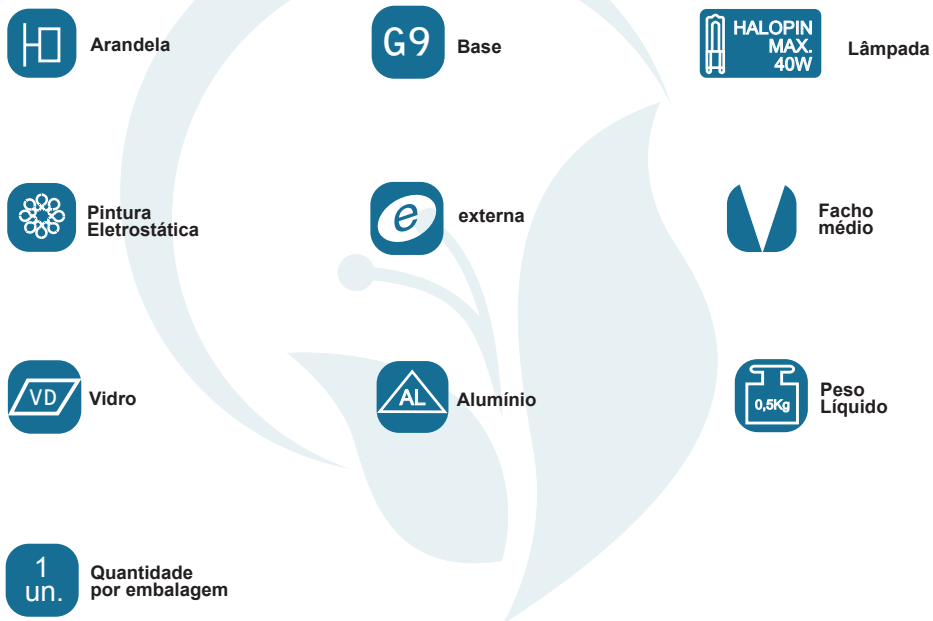 Arandela
G9
Base
HALOPIN
MAX.
40W
Lâmpada
Pintura
Eletrostática
e
externa
Facho
médio
VD
Vidro
AL
Alumínio
0,5Kg
Peso
Líquido
1
un.
Quantidade
por embalagem